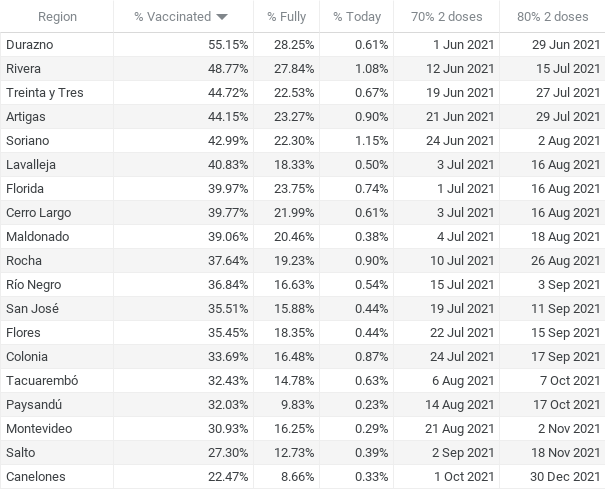 Region % Vaccinated % Fully % Today 70% 2 doses 80% 2 doses
Durazno 55.15% 28.25% 0.61% 1 Jun 2021 29 Jun 2021
Rivera 48.77% 27.84% 1.08% 12 Jun 2021 15 Jul 2021
Treinta y Tres 44.72% 22.53% 0.67% 19 Jun 2021 27 Jul 2021
Artigas 44.15% 23.27% 0.90% 21 Jun 2021 29 Jul 2021
Soriano 42.99% 22.30% 1.15% 24 Jun 2021 2 Aug 2021
Lavalleja 40.83% 18.33% 0.50% 3 Jul 2021 16 Aug 2021
Florida 39.97% 23.75% 0.74% 1 Jul 2021 16 Aug 2021
Cerro Largo 39.77% 21.99% 0.61% 3 Jul 2021 16 Aug 2021
Maldonado 39.06% 20.46% 0.38% 4 Jul 2021 18 Aug 2021
Rocha 37.64% 19.23% 0.90% 10 Jul 2021 26 Aug 2021
Río Negro 36.84% 16.63% 0.54% 15 Jul 2021 3 Sep 2021
San José 35.51% 15.88% 0.44% 19 Jul 2021 11 Sep 2021
Flores 35.45% 18.35% 0.44% 22 Jul 2021 15 Sep 2021
Colonia 33.69% 16.48% 0.87% 24 Jul 2021 17 Sep 2021
Tacuarembó 32.43% 14.78% 0.63% 6 Aug 2021 7 Oct 2021
Paysandú 32.03% 9.83% 0.23% 14 Aug 2021 17 Oct 2021
Montevideo 30.93% 16.25% 0.29% 21 Aug 2021 2 Nov 2021
Salto 27.30% 12.73% 0.39% 2 Sep 2021 18 Nov 2021
Canelones 22.47% 8.66% 0.33% 1 Oct 2021 30 Dec 2021